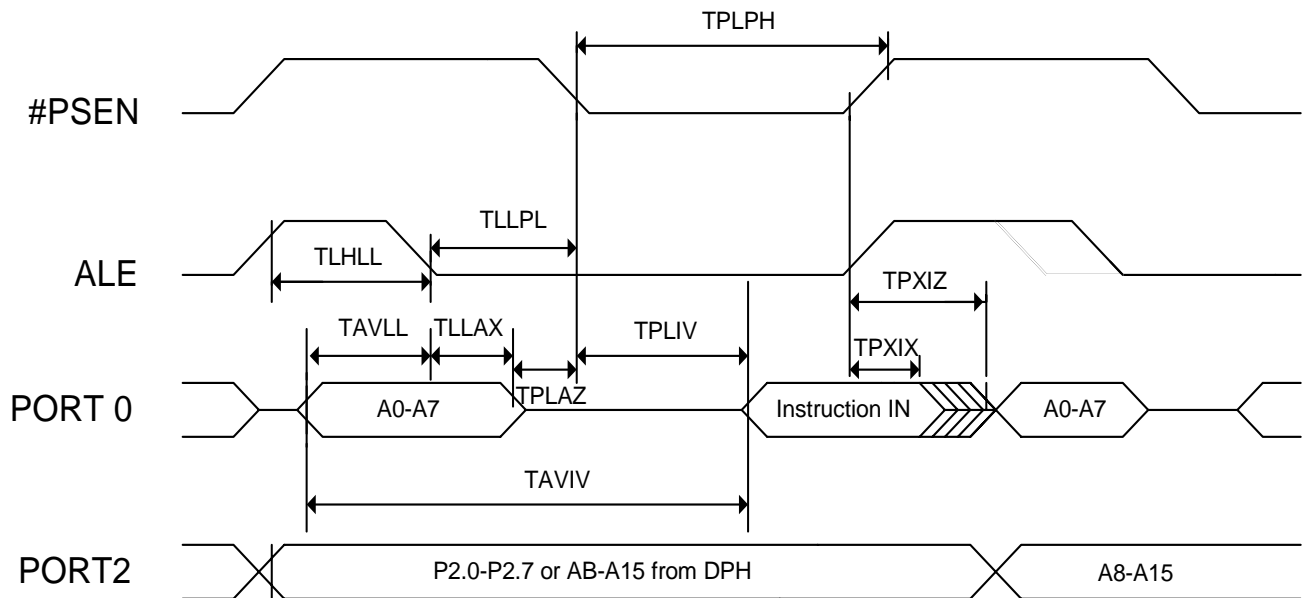 TPLPH
#PSEN
TLLPL
TLHLL
ALE
TPXIZ
TAVLL
TLLAX
TPLIV
TPXIX
TPLAZ
PORT 0
A0-A7
Instruction IN
A0-A7
TAVIV
PORT2
P2.0-P2.7 or AB-A15 from DPH
A8-A15